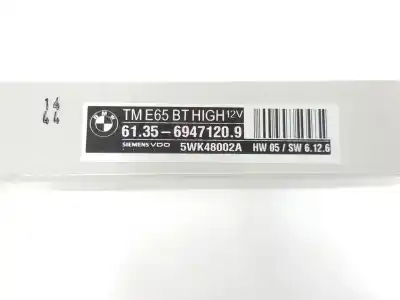 14
44
BMW
TM E65 BT HIGH 12V
61.35 - 6947120.9
SIEMENS VDO 5WK48002A HW 05 / SW 6.12.6